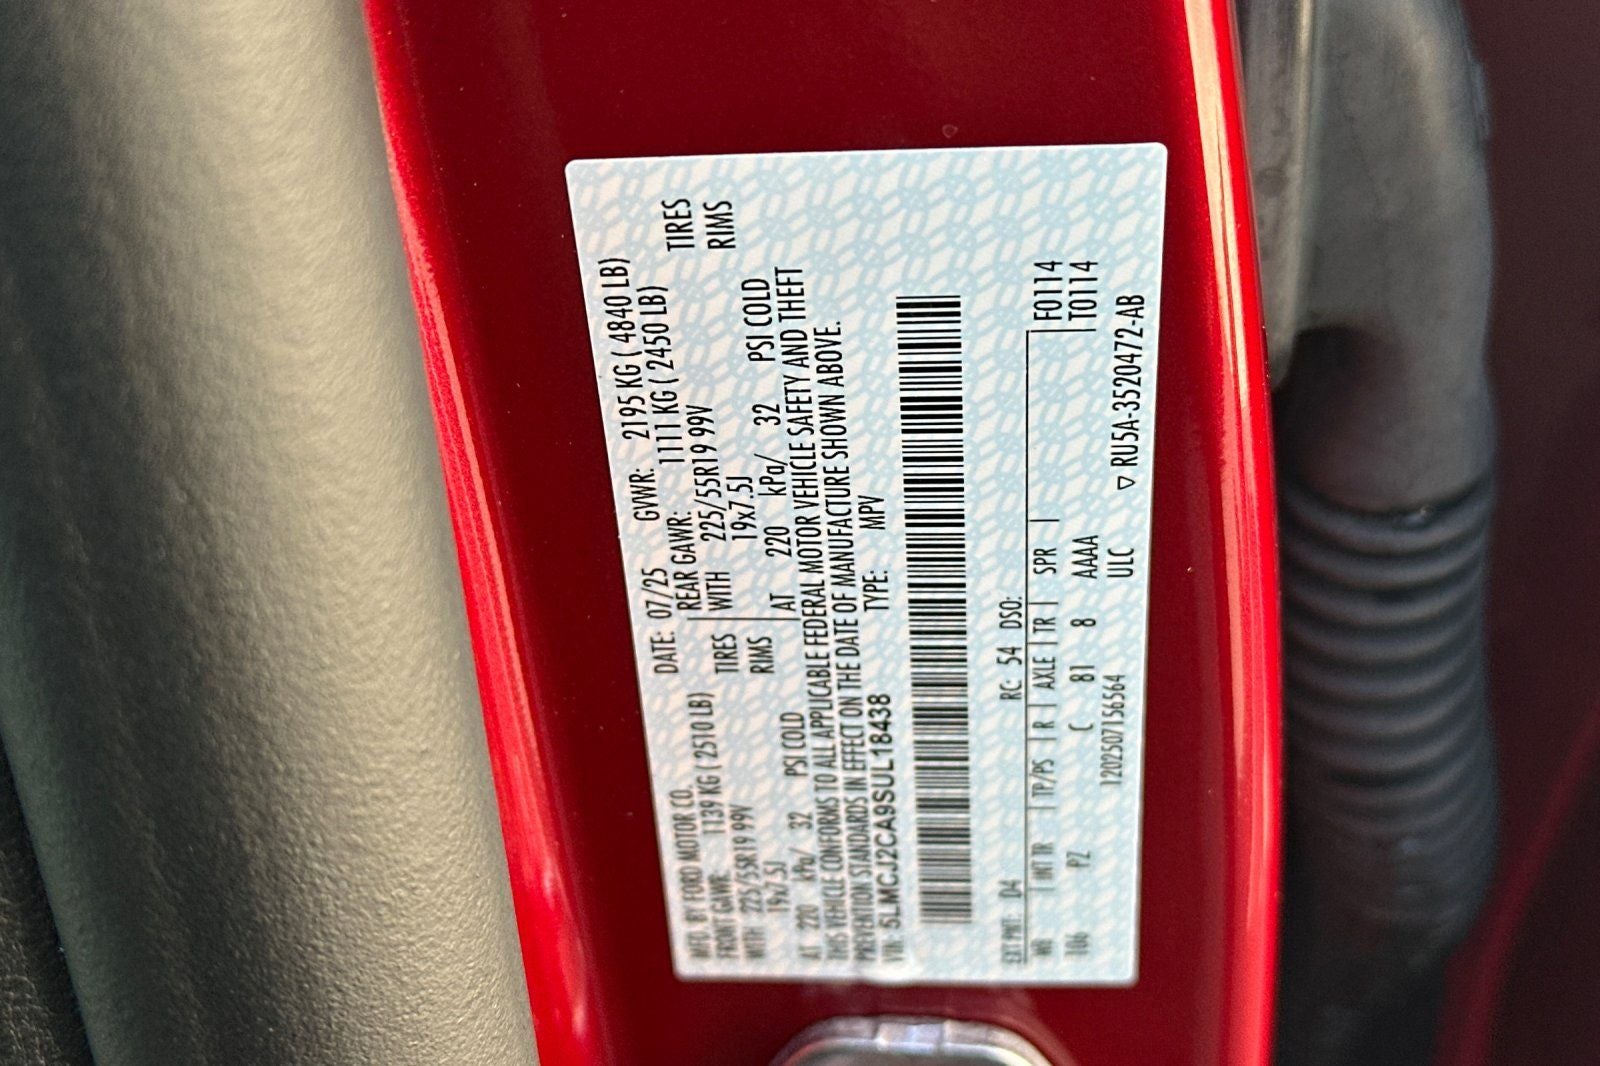 MFD. BY FORD MOTOR CO.
DATE: 07/25 GVWR: 2195 KG ( 4840 LB)
FRONT GAWR: 1139 KG ( 2510 LB) REAR GAWR: 1111 KG ( 2450 LB)
WITH 225/55R19 99V TIRES WITH 225/55R19 99V TIRES
19x7.5J RIMS 19x7.5J RIMS
AT 220 kPa/ 32 PSI COLD AT 220 kPa/ 32 PSI COLD
THIS VEHICLE CONFORMS TO ALL APPLICABLE FEDERAL MOTOR VEHICLE SAFETY AND THEFT
PREVENTION STANDARDS IN EFFECT ON THE DATE OF MANUFACTURE SHOWN ABOVE.
VIN: 5LMCJ2CA9SUL18438 TYPE: MPV
EXT PNT: D4 RC: 54 DSO:
WB INT TR TP/PS R AXLE TR SPR F0114
106 PZ C 81 8 AAAA T0114
1202507156564 ULC ▽ RU5A-3520472-AB